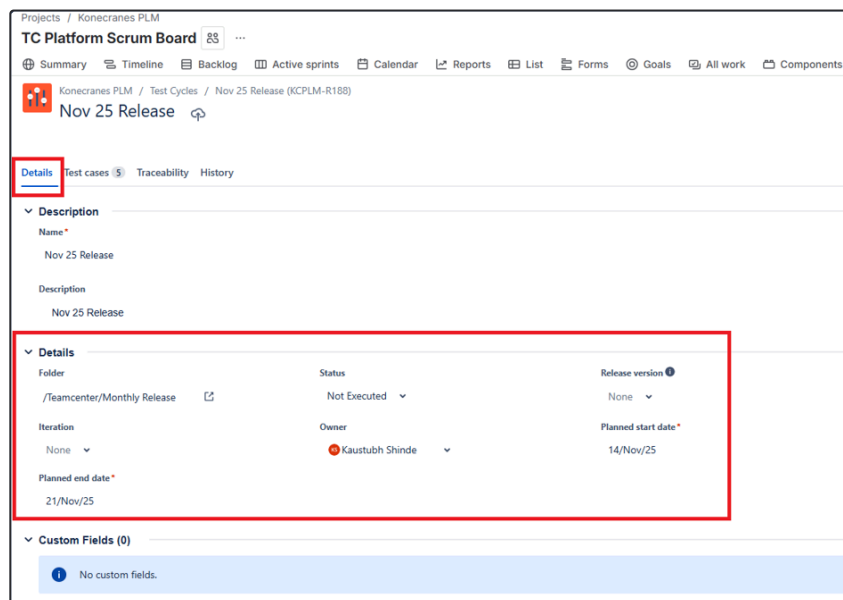 Projects / Konecranes PLM
TC Platform Scrum Board ...
Summary Timeline Backlog Active sprints Calendar Reports List Forms Goals All work Components
Konecranes PLM / Test Cycles / Nov 25 Release (KCPLM-R188)
Nov 25 Release
Details Test cases 5 Traceability History
Description
Name*
Nov 25 Release
Description
Nov 25 Release
Details
Folder Status Release version
/Teamcenter/Monthly Release Not Executed None
Iteration Owner Planned start date*
None KS Kaustubh Shinde 14/Nov/25
Planned end date*
21/Nov/25
Custom Fields (0)
No custom fields.